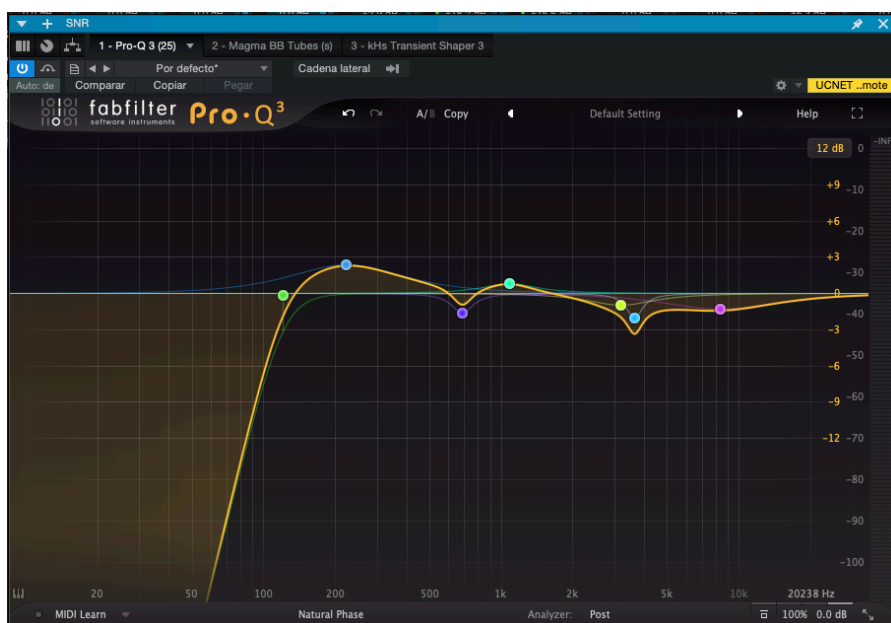 SNR
1 - Pro-Q 3 (25) 2 - Magma BB Tubes (s) 3 - kHs Transient Shaper 3
Por defecto* Cadena lateral
Auto: de Comparar Copiar Pegar UCNET ...mote
fabfilter Pro·Q³ A/B Copy Default Setting Help
software instruments
12 dB 0 -INF
+9 -10
+6 -20
+3 -30
0 -40
-3 -50
-6
-9 -60
-12 -70
-80
-90
-100
20 50 100 200 500 1k 2k 5k 10k 20238 Hz
MIDI Learn Natural Phase Analyzer: Post 100% 0.0 dB